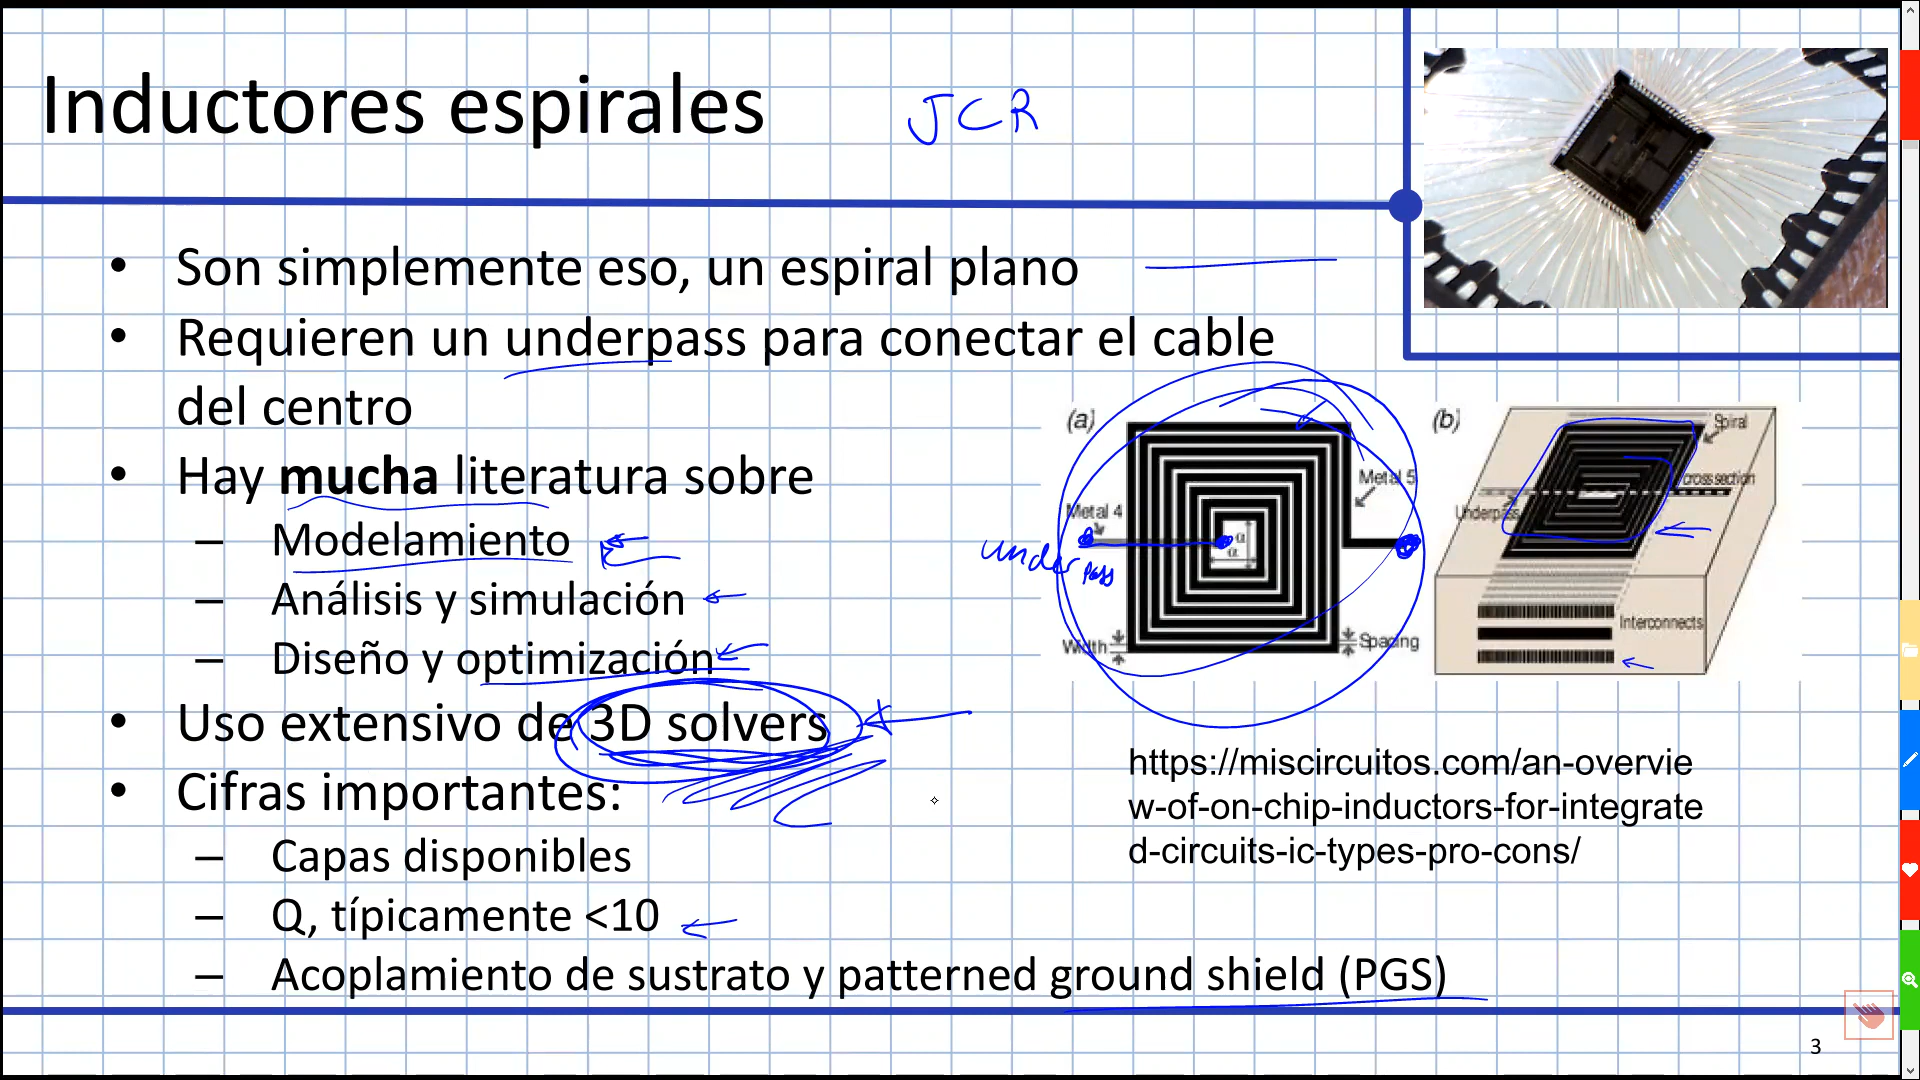 Inductores espirales
JCR
• Son simplemente eso, un espiral plano
• Requieren un underpass para conectar el cable
del centro
• Hay mucha literatura sobre
– Modelamiento
– Análisis y simulación
– Diseño y optimización
• Uso extensivo de 3D solvers
• Cifras importantes:
– Capas disponibles
– Q, típicamente <10
– Acoplamiento de sustrato y patterned ground shield (PGS)
(a)
Metal 5
Metal 4
under
pass
α
α
Width
Spacing
(b)
Spiral
cross section
Underpass
Interconnects
https://miscircuitos.com/an-overvie
w-of-on-chip-inductors-for-integrate
d-circuits-ic-types-pro-cons/
3